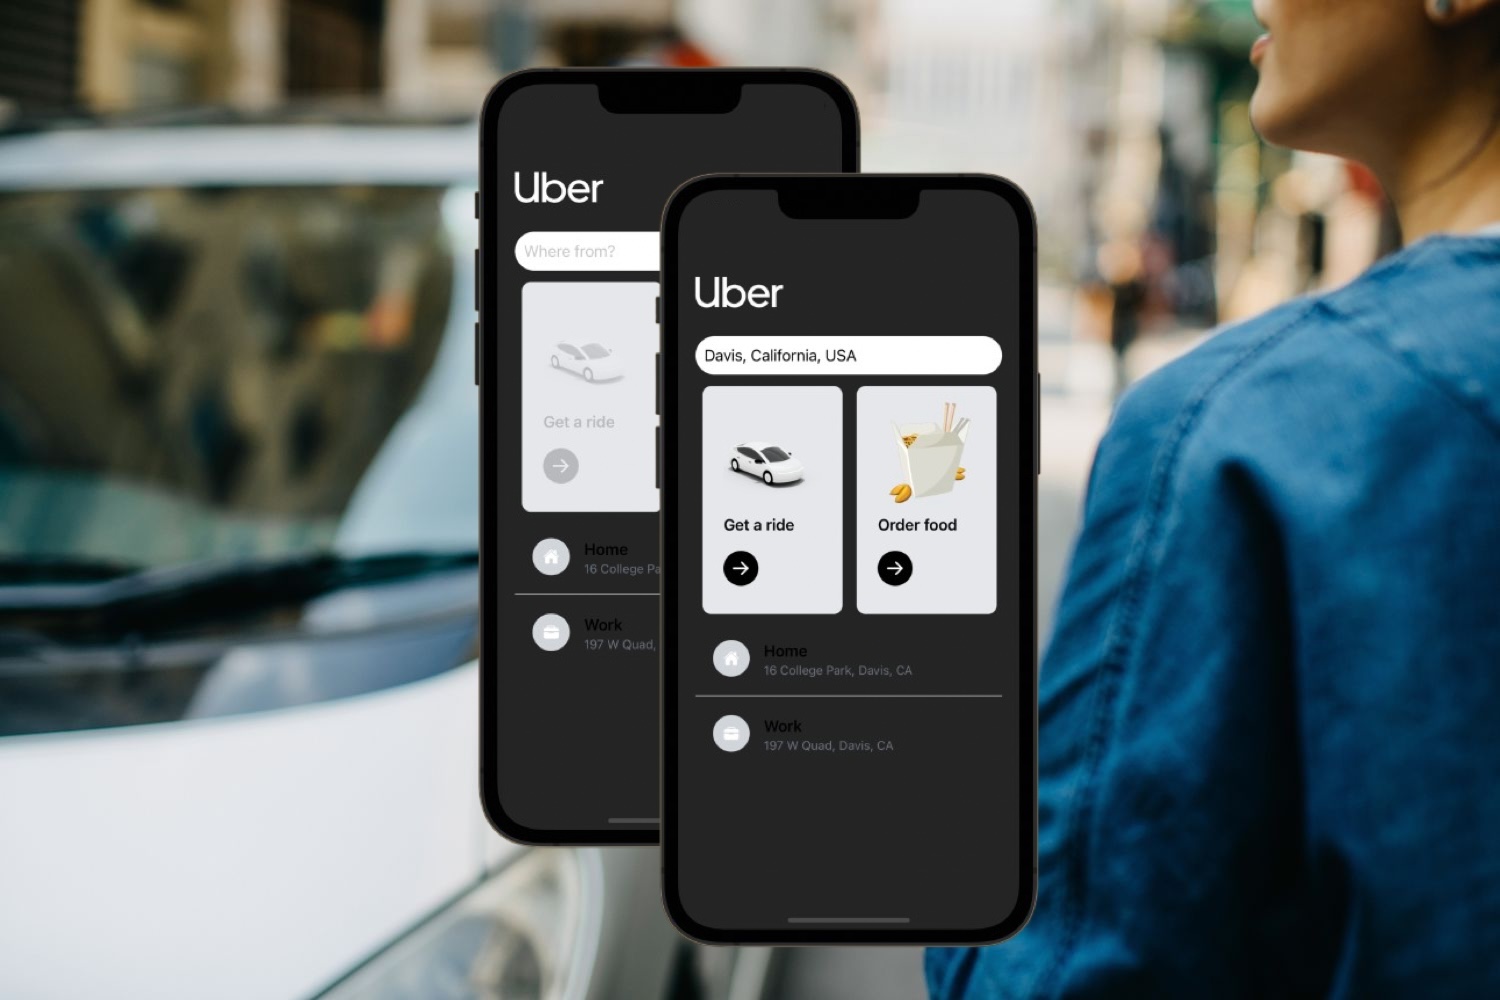 Uber
Where from?
Get a ride
Home
16 College Pa
Work
197 W Quad,
Uber
Davis, California, USA
Get a ride
Order food
Home
16 College Park, Davis, CA
Work
197 W Quad, Davis, CA